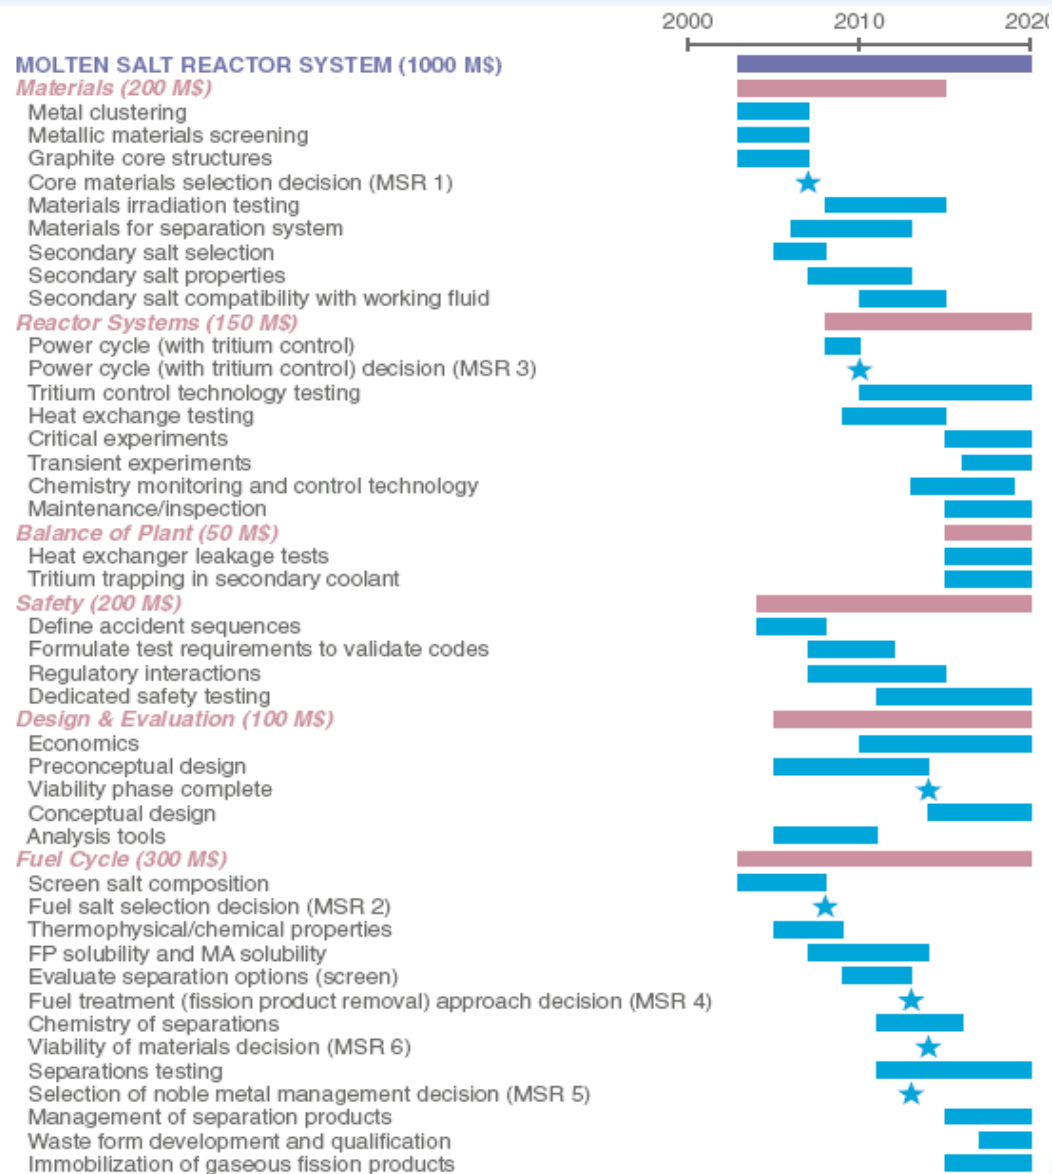 2000 2010 2020
MOLTEN SALT REACTOR SYSTEM (1000 M$)
Materials (200 M$)
Metal clustering
Metallic materials screening
Graphite core structures
Core materials selection decision (MSR 1)
Materials irradiation testing
Materials for separation system
Secondary salt selection
Secondary salt properties
Secondary salt compatibility with working fluid
Reactor Systems (150 M$)
Power cycle (with tritium control)
Power cycle (with tritium control) decision (MSR 3)
Tritium control technology testing
Heat exchange testing
Critical experiments
Transient experiments
Chemistry monitoring and control technology
Maintenance/inspection
Balance of Plant (50 M$)
Heat exchanger leakage tests
Tritium trapping in secondary coolant
Safety (200 M$)
Define accident sequences
Formulate test requirements to validate codes
Regulatory interactions
Dedicated safety testing
Design & Evaluation (100 M$)
Economics
Preconceptual design
Viability phase complete
Conceptual design
Analysis tools
Fuel Cycle (300 M$)
Screen salt composition
Fuel salt selection decision (MSR 2)
Thermophysical/chemical properties
FP solubility and MA solubility
Evaluate separation options (screen)
Fuel treatment (fission product removal) approach decision (MSR 4)
Chemistry of separations
Viability of materials decision (MSR 6)
Separations testing
Selection of noble metal management decision (MSR 5)
Management of separation products
Waste form development and qualification
Immobilization of gaseous fission products